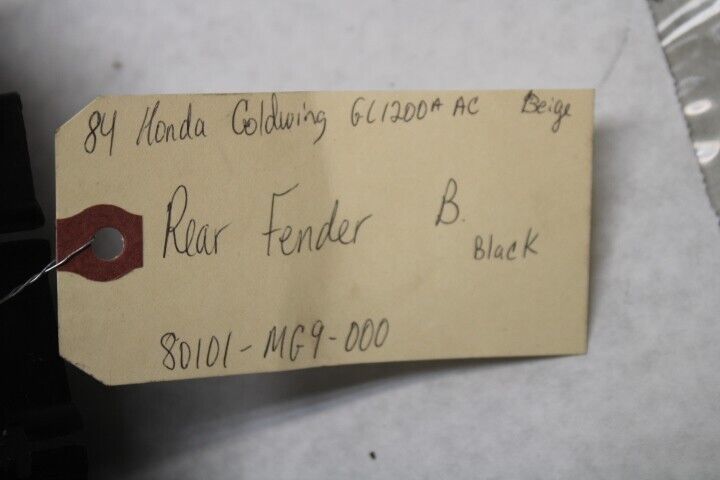 84 Honda Goldwing GL1200A AC Beige
Rear Fender B.
Black
80101-MG9-000